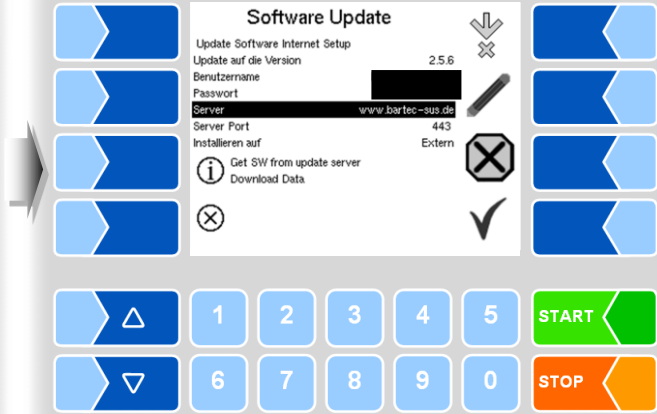 Software Update
Update Software Internet Setup
Update auf die Version 2.5.6
Benutzername
Passwort
Server www.bartec-sus.de
Server Port 443
Installieren auf Extern
Get SW from update server
Download Data
1 2 3 4 5 START
6 7 8 9 0 STOP